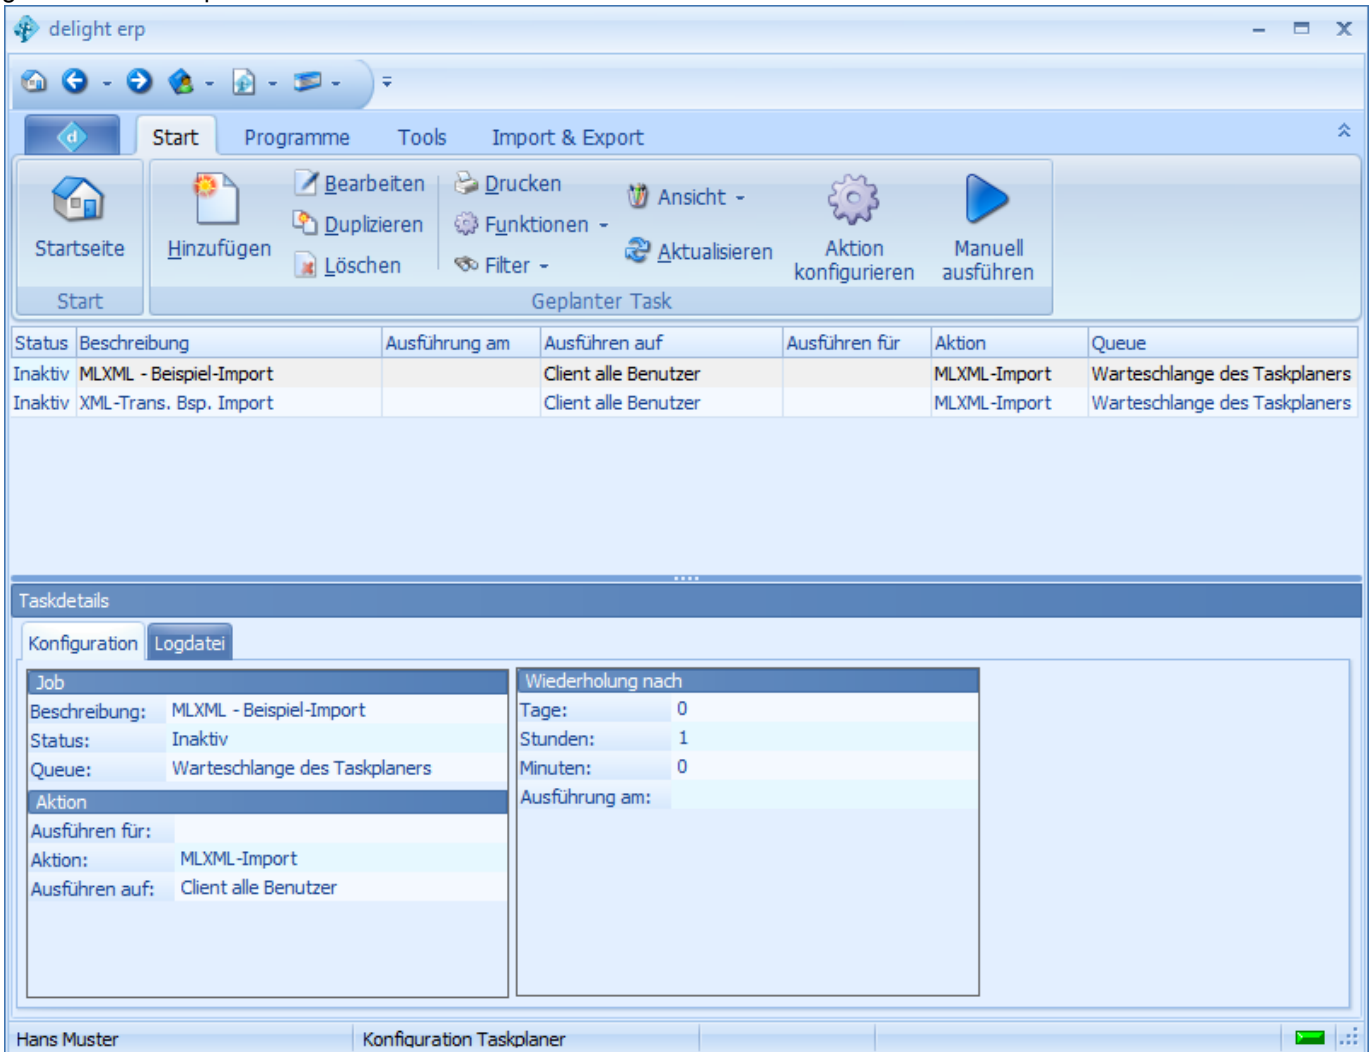 delight erp
Start Programme Tools Import & Export
Startseite
Hinzufügen
Bearbeiten
Duplizieren
Löschen
Drucken
Funktionen
Filter
Ansicht
Aktualisieren
Aktion
konfigurieren
Manuell
ausführen
Start
Geplanter Task
Status Beschreibung Ausführung am Ausführen auf Ausführen für Aktion Queue
Inaktiv MLXML - Beispiel-Import Client alle Benutzer MLXML-Import Warteschlange des Taskplaners
Inaktiv XML-Trans. Bsp. Import Client alle Benutzer MLXML-Import Warteschlange des Taskplaners
Taskdetails
Konfiguration Logdatei
Job
Beschreibung: MLXML - Beispiel-Import
Status: Inaktiv
Queue: Warteschlange des Taskplaners
Aktion
Ausführen für:
Aktion: MLXML-Import
Ausführen auf: Client alle Benutzer
Wiederholung nach
Tage: 0
Stunden: 1
Minuten: 0
Ausführung am:
Hans Muster Konfiguration Taskplaner